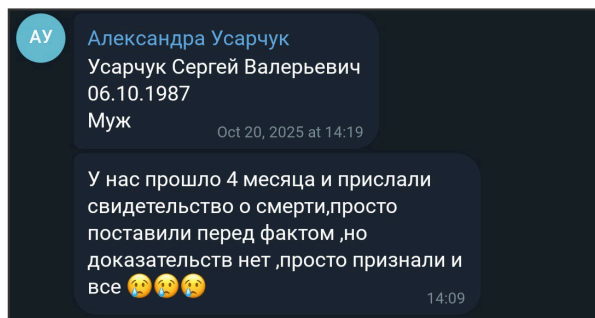 АУ
Александра Усарчук
Усарчук Сергей Валерьевич
06.10.1987
Муж
Oct 20, 2025 at 14:19
У нас прошло 4 месяца и прислали
свидетельство о смерти,просто
поставили перед фактом ,но
доказательств нет ,просто признали и
все 😢😢😢
14:09